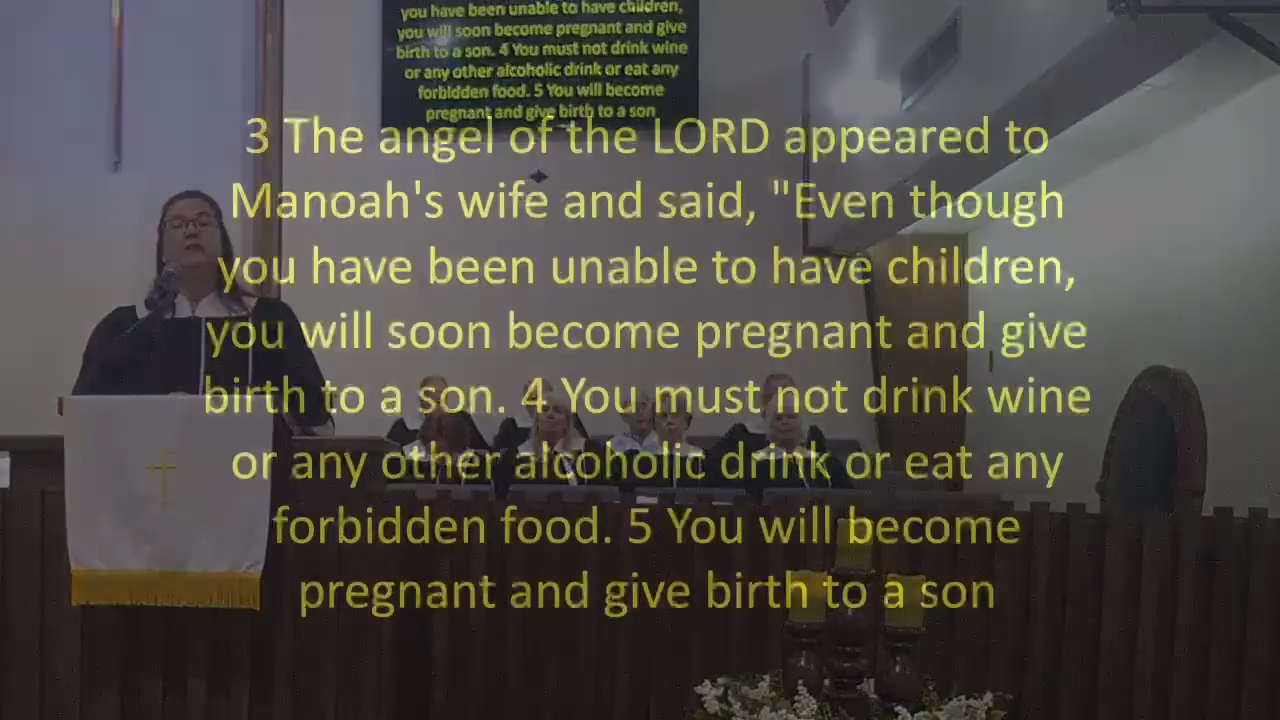 you have been unable to have children,
you will soon become pregnant and give
birth to a son. 4 You must not drink wine
or any other alcoholic drink or eat any
forbidden food. 5 You will become
pregnant and give birth to a son
3 The angel of the LORD appeared to
Manoah's wife and said, "Even though
you have been unable to have children,
you will soon become pregnant and give
birth to a son. 4 You must not drink wine
or any other alcoholic drink or eat any
forbidden food. 5 You will become
pregnant and give birth to a son